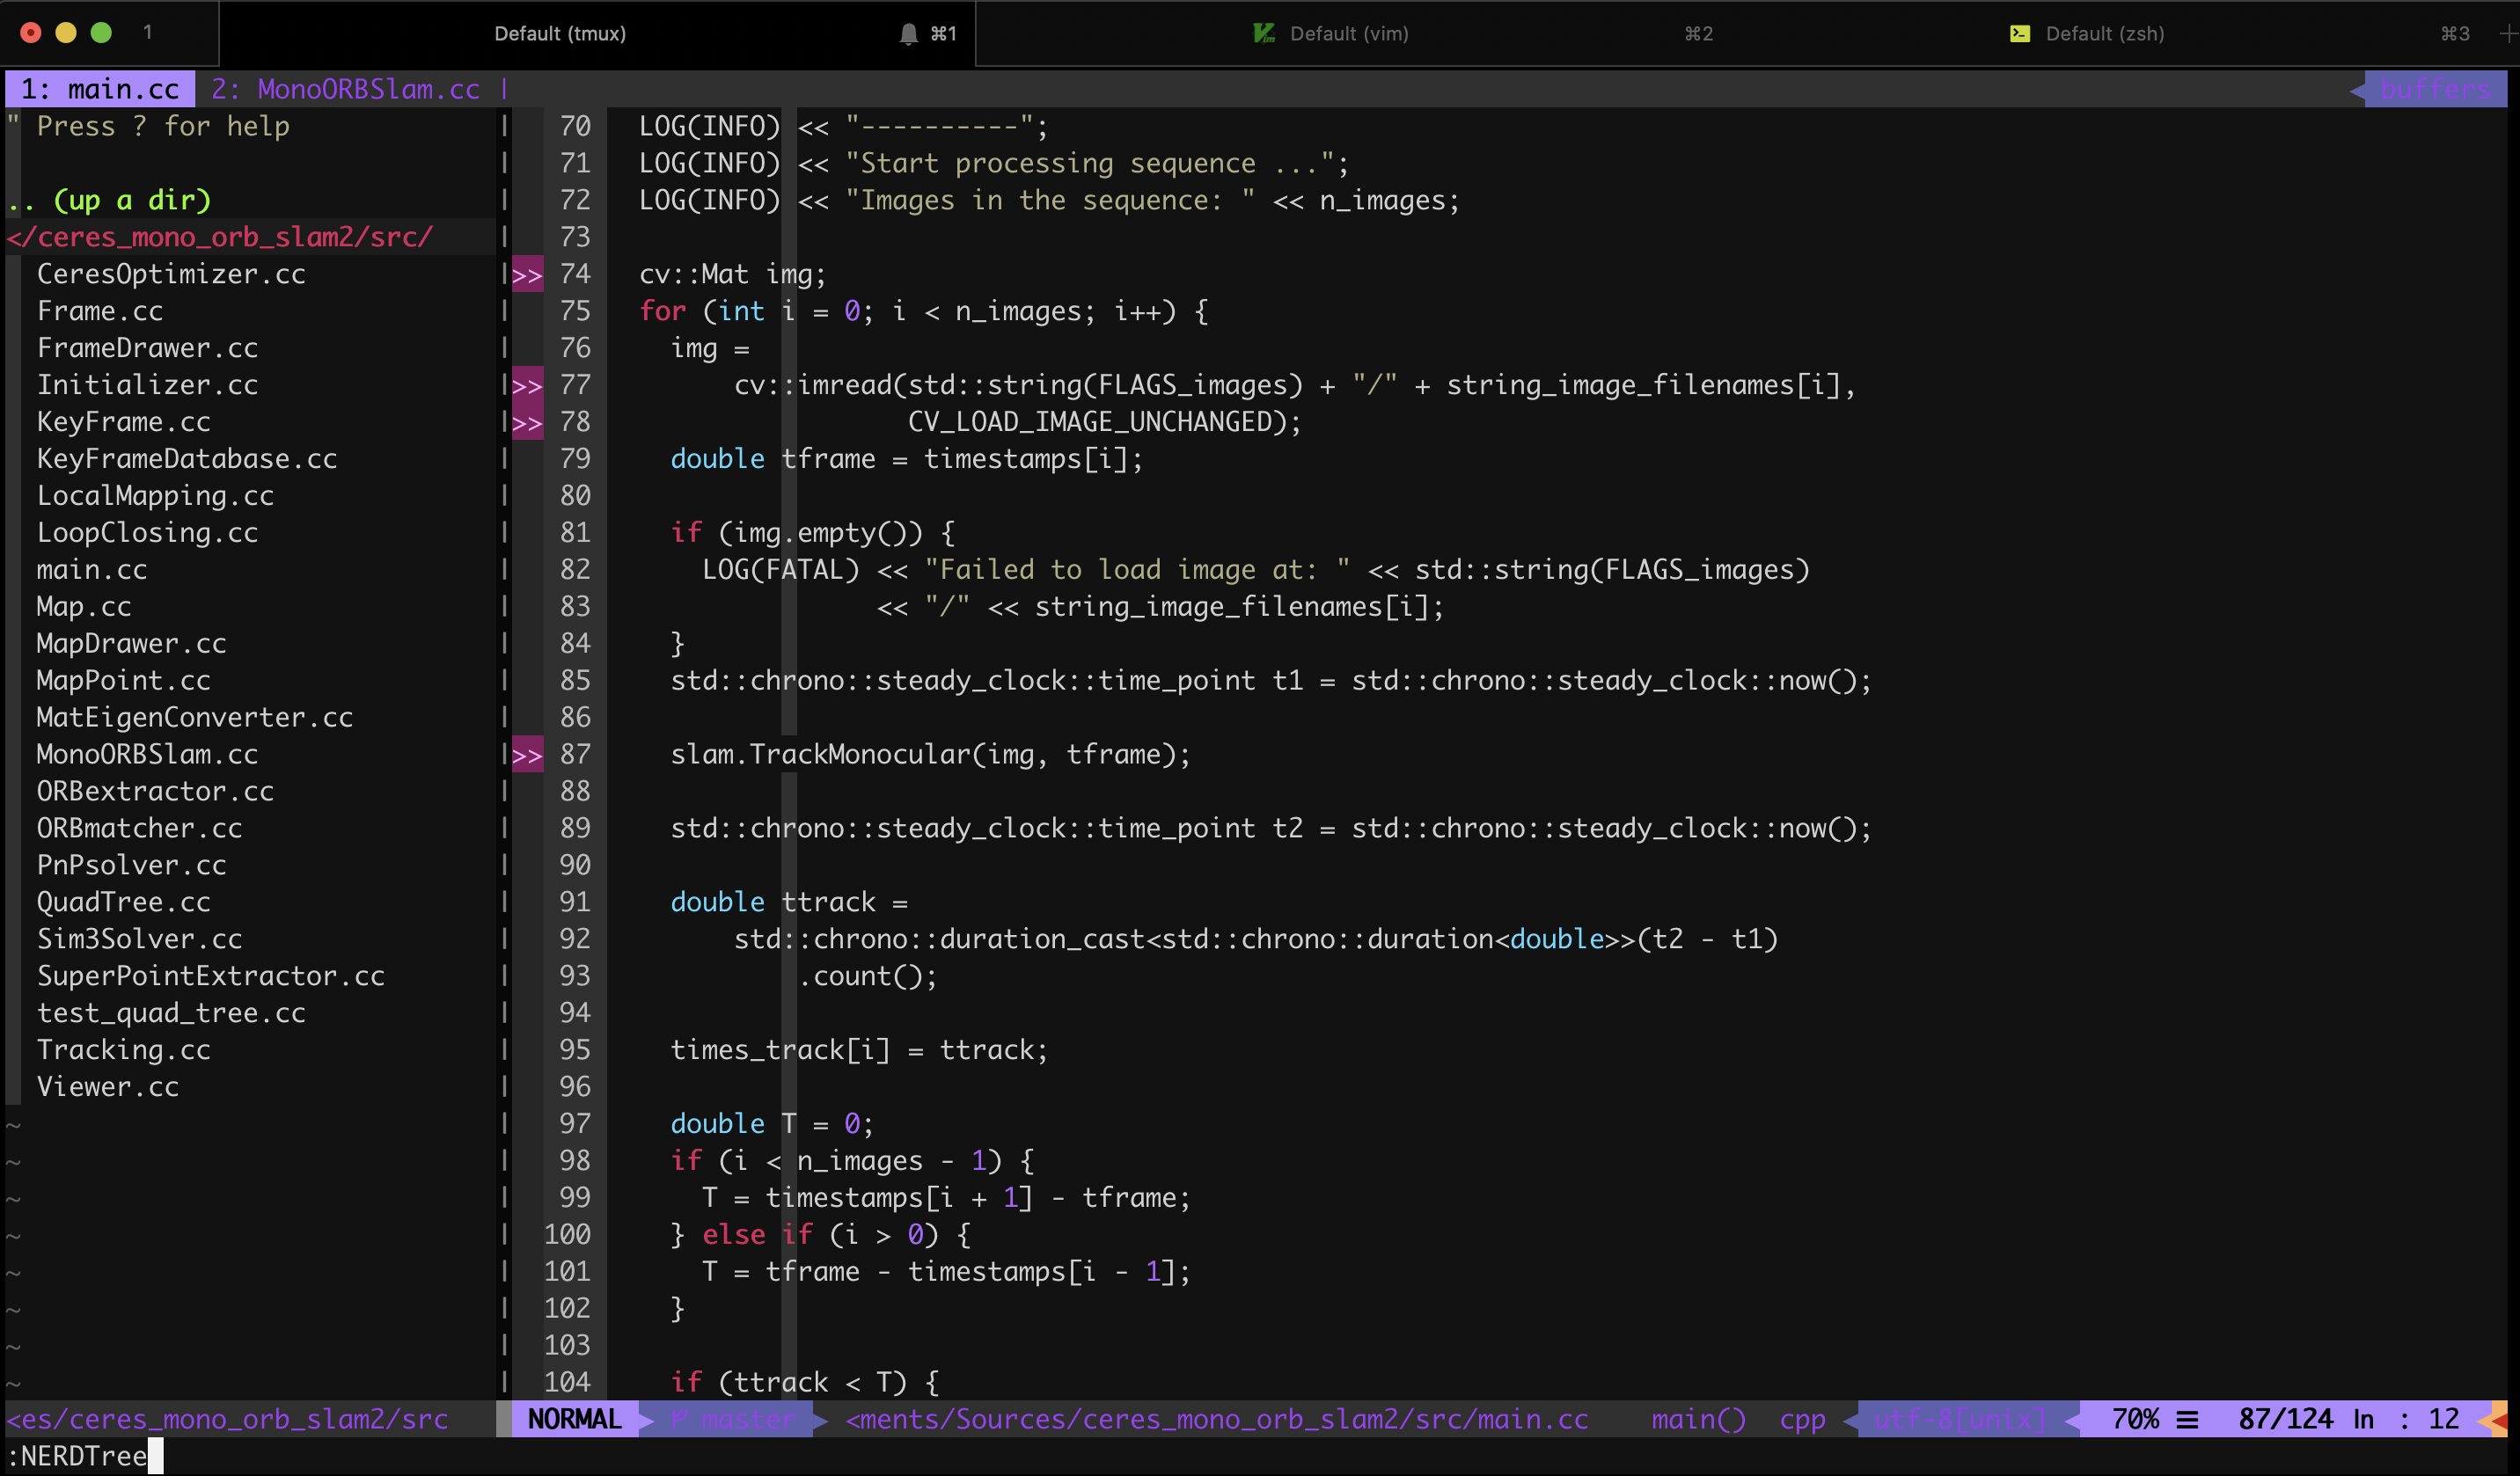 1 Default (tmux) ⌘1 Default (vim) ⌘2 Default (zsh) ⌘3
1: main.cc 2: MonoORBSlam.cc | buffers
" Press ? for help
.. (up a dir)
</ceres_mono_orb_slam2/src/
CeresOptimizer.cc
Frame.cc
FrameDrawer.cc
Initializer.cc
KeyFrame.cc
KeyFrameDatabase.cc
LocalMapping.cc
LoopClosing.cc
main.cc
Map.cc
MapDrawer.cc
MapPoint.cc
MatEigenConverter.cc
MonoORBSlam.cc
ORBextractor.cc
ORBmatcher.cc
PnPsolver.cc
QuadTree.cc
Sim3Solver.cc
SuperPointExtractor.cc
test_quad_tree.cc
Tracking.cc
Viewer.cc
~
~
~
~
~
~
~
~
70 LOG(INFO) << "----------";
71 LOG(INFO) << "Start processing sequence ...";
72 LOG(INFO) << "Images in the sequence: " << n_images;
73
>> 74 cv::Mat img;
75 for (int i = 0; i < n_images; i++) {
76 img =
>> 77 cv::imread(std::string(FLAGS_images) + "/" + string_image_filenames[i],
>> 78 CV_LOAD_IMAGE_UNCHANGED);
79 double tframe = timestamps[i];
80
81 if (img.empty()) {
82 LOG(FATAL) << "Failed to load image at: " << std::string(FLAGS_images)
83 << "/" << string_image_filenames[i];
84 }
85 std::chrono::steady_clock::time_point t1 = std::chrono::steady_clock::now();
86
>> 87 slam.TrackMonocular(img, tframe);
88
89 std::chrono::steady_clock::time_point t2 = std::chrono::steady_clock::now();
90
91 double ttrack =
92 std::chrono::duration_cast<std::chrono::duration<double>>(t2 - t1)
93 .count();
94
95 times_track[i] = ttrack;
96
97 double T = 0;
98 if (i < n_images - 1) {
99 T = timestamps[i + 1] - tframe;
100 } else if (i > 0) {
101 T = tframe - timestamps[i - 1];
102 }
103
104 if (ttrack < T) {
<es/ceres_mono_orb_slam2/src NORMAL master <ments/Sources/ceres_mono_orb_slam2/src/main.cc main() cpp utf-8[unix] 70% ☰ 87/124 ln : 12
:NERDTree